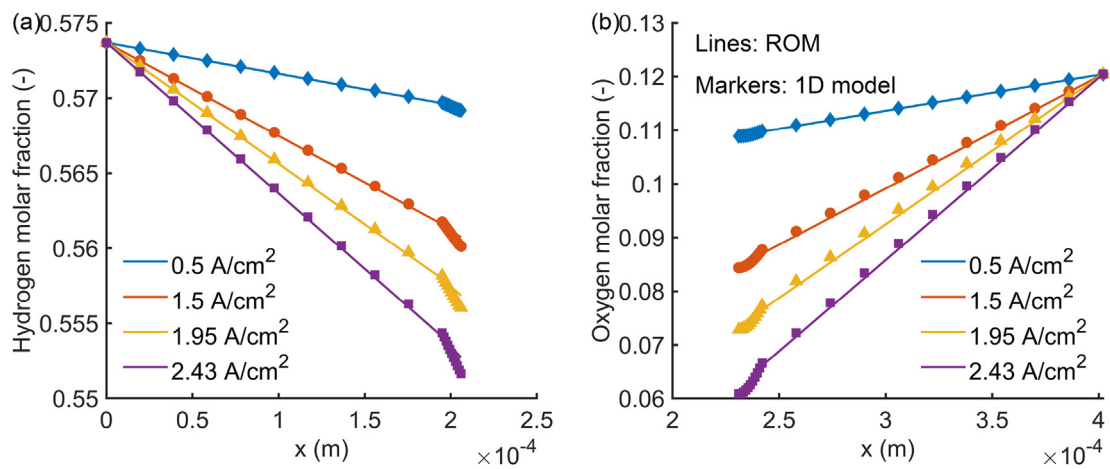 (a)
Hydrogen molar fraction (-)
0.575
0.57
0.565
0.56
0.555
0.55
0.5 A/cm²
1.5 A/cm²
1.95 A/cm²
2.43 A/cm²
0
0.5
1
1.5
2
2.5
x (m)
×10⁻⁴
(b)
Oxygen molar fraction (-)
0.13
0.12
0.11
0.1
0.09
0.08
0.07
0.06
Lines: ROM
Markers: 1D model
0.5 A/cm²
1.5 A/cm²
1.95 A/cm²
2.43 A/cm²
2
3
4
x (m)
×10⁻⁴